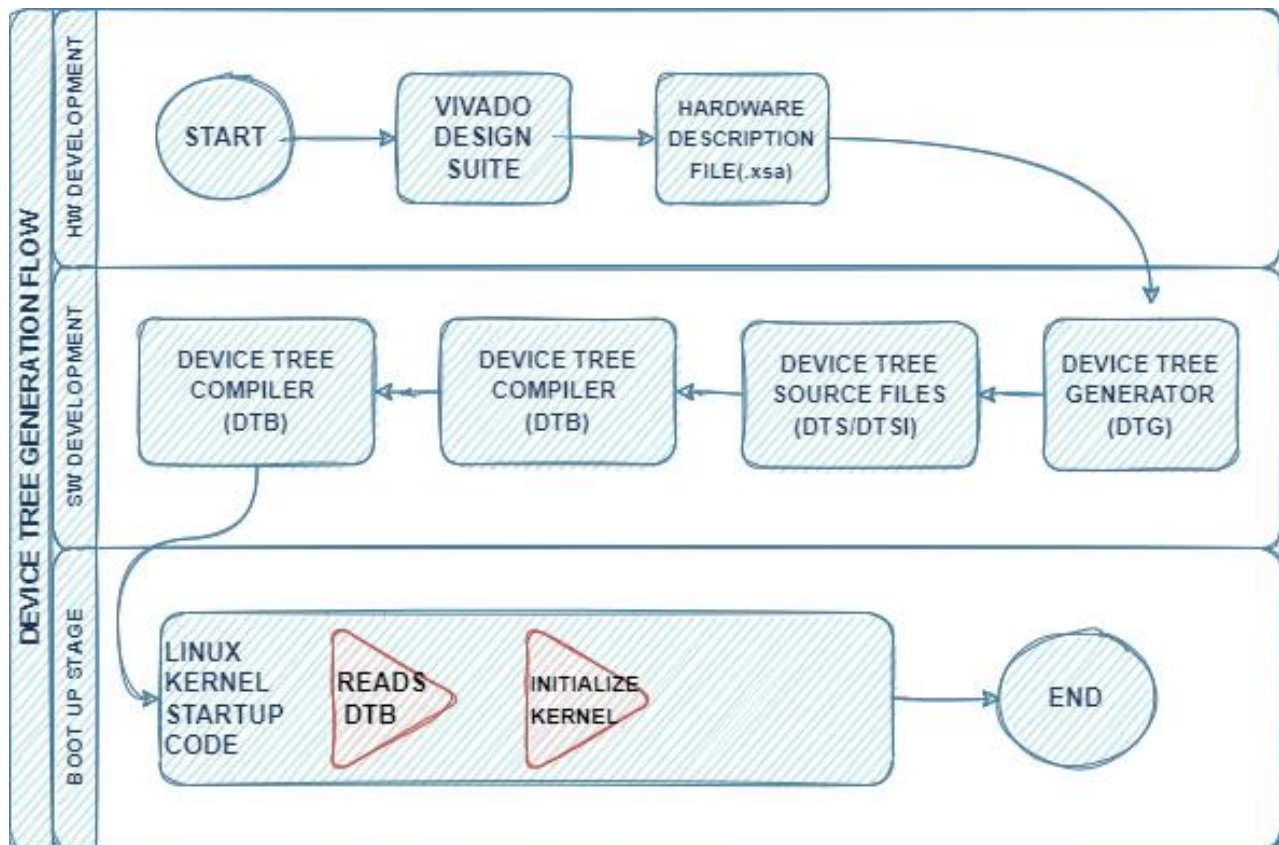 DEVICE TREE GENERATION FLOW
HW DEVELOPMENT
START
VIVADO
DESIGN
SUITE
HARDWARE
DESCRIPTION
FILE(.xsa)
SW DEVELOPMENT
DEVICE TREE
COMPILER
(DTB)
DEVICE TREE
COMPILER
(DTB)
DEVICE TREE
SOURCE FILES
(DTS/DTSI)
DEVICE TREE
GENERATOR
(DTG)
BOOT UP STAGE
LINUX
KERNEL
STARTUP
CODE
READS
DTB
INITIALIZE
KERNEL
END